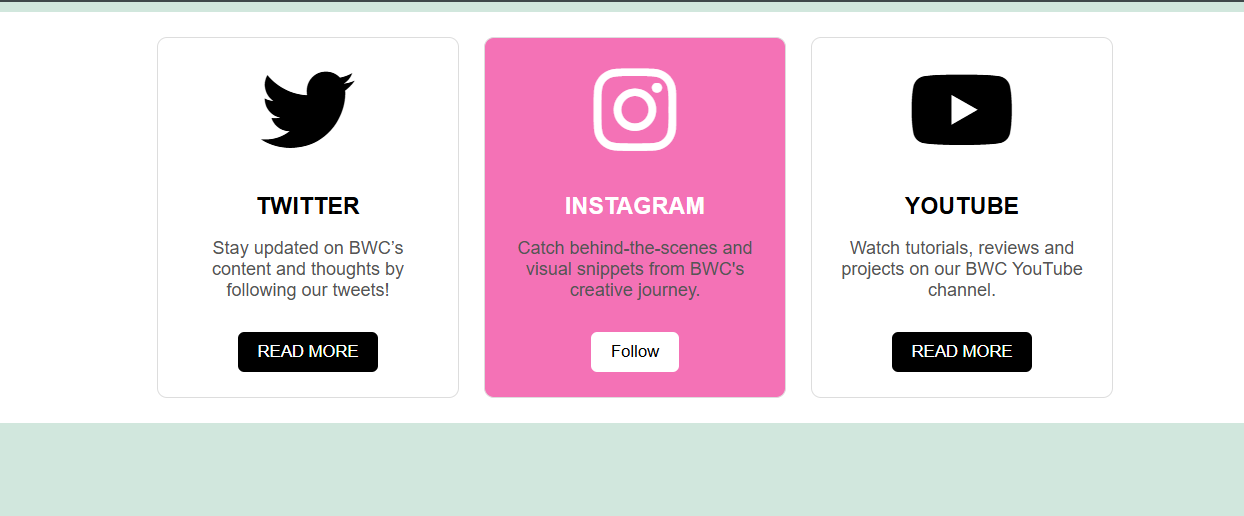 TWITTER
Stay updated on BWC’s
content and thoughts by
following our tweets!
READ MORE
INSTAGRAM
Catch behind-the-scenes and
visual snippets from BWC's
creative journey.
Follow
YOUTUBE
Watch tutorials, reviews and
projects on our BWC YouTube
channel.
READ MORE